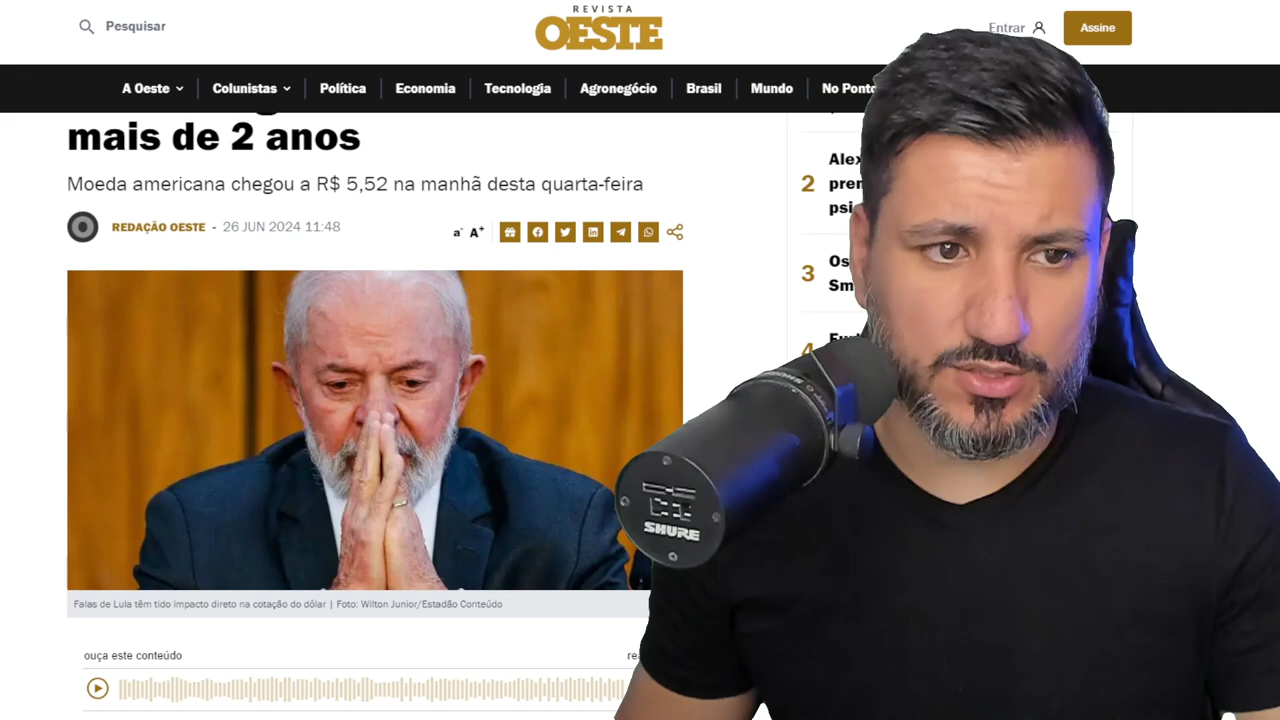 Pesquisar
REVISTA
OESTE
Entrar
Assine
A Oeste
Colunistas
Política
Economia
Tecnologia
Agronegócio
Brasil
Mundo
No Ponto
mais de 2 anos
Moeda americana chegou a R$ 5,52 na manhã desta quarta-feira
REDAÇÃO OESTE - 26 JUN 2024 11:48
a- A+
2
3
Os
4
Falas de Lula têm tido impacto direto na cotação do dólar | Foto: Wilton Junior/Estadão Conteúdo
ouça este conteúdo
SHURE